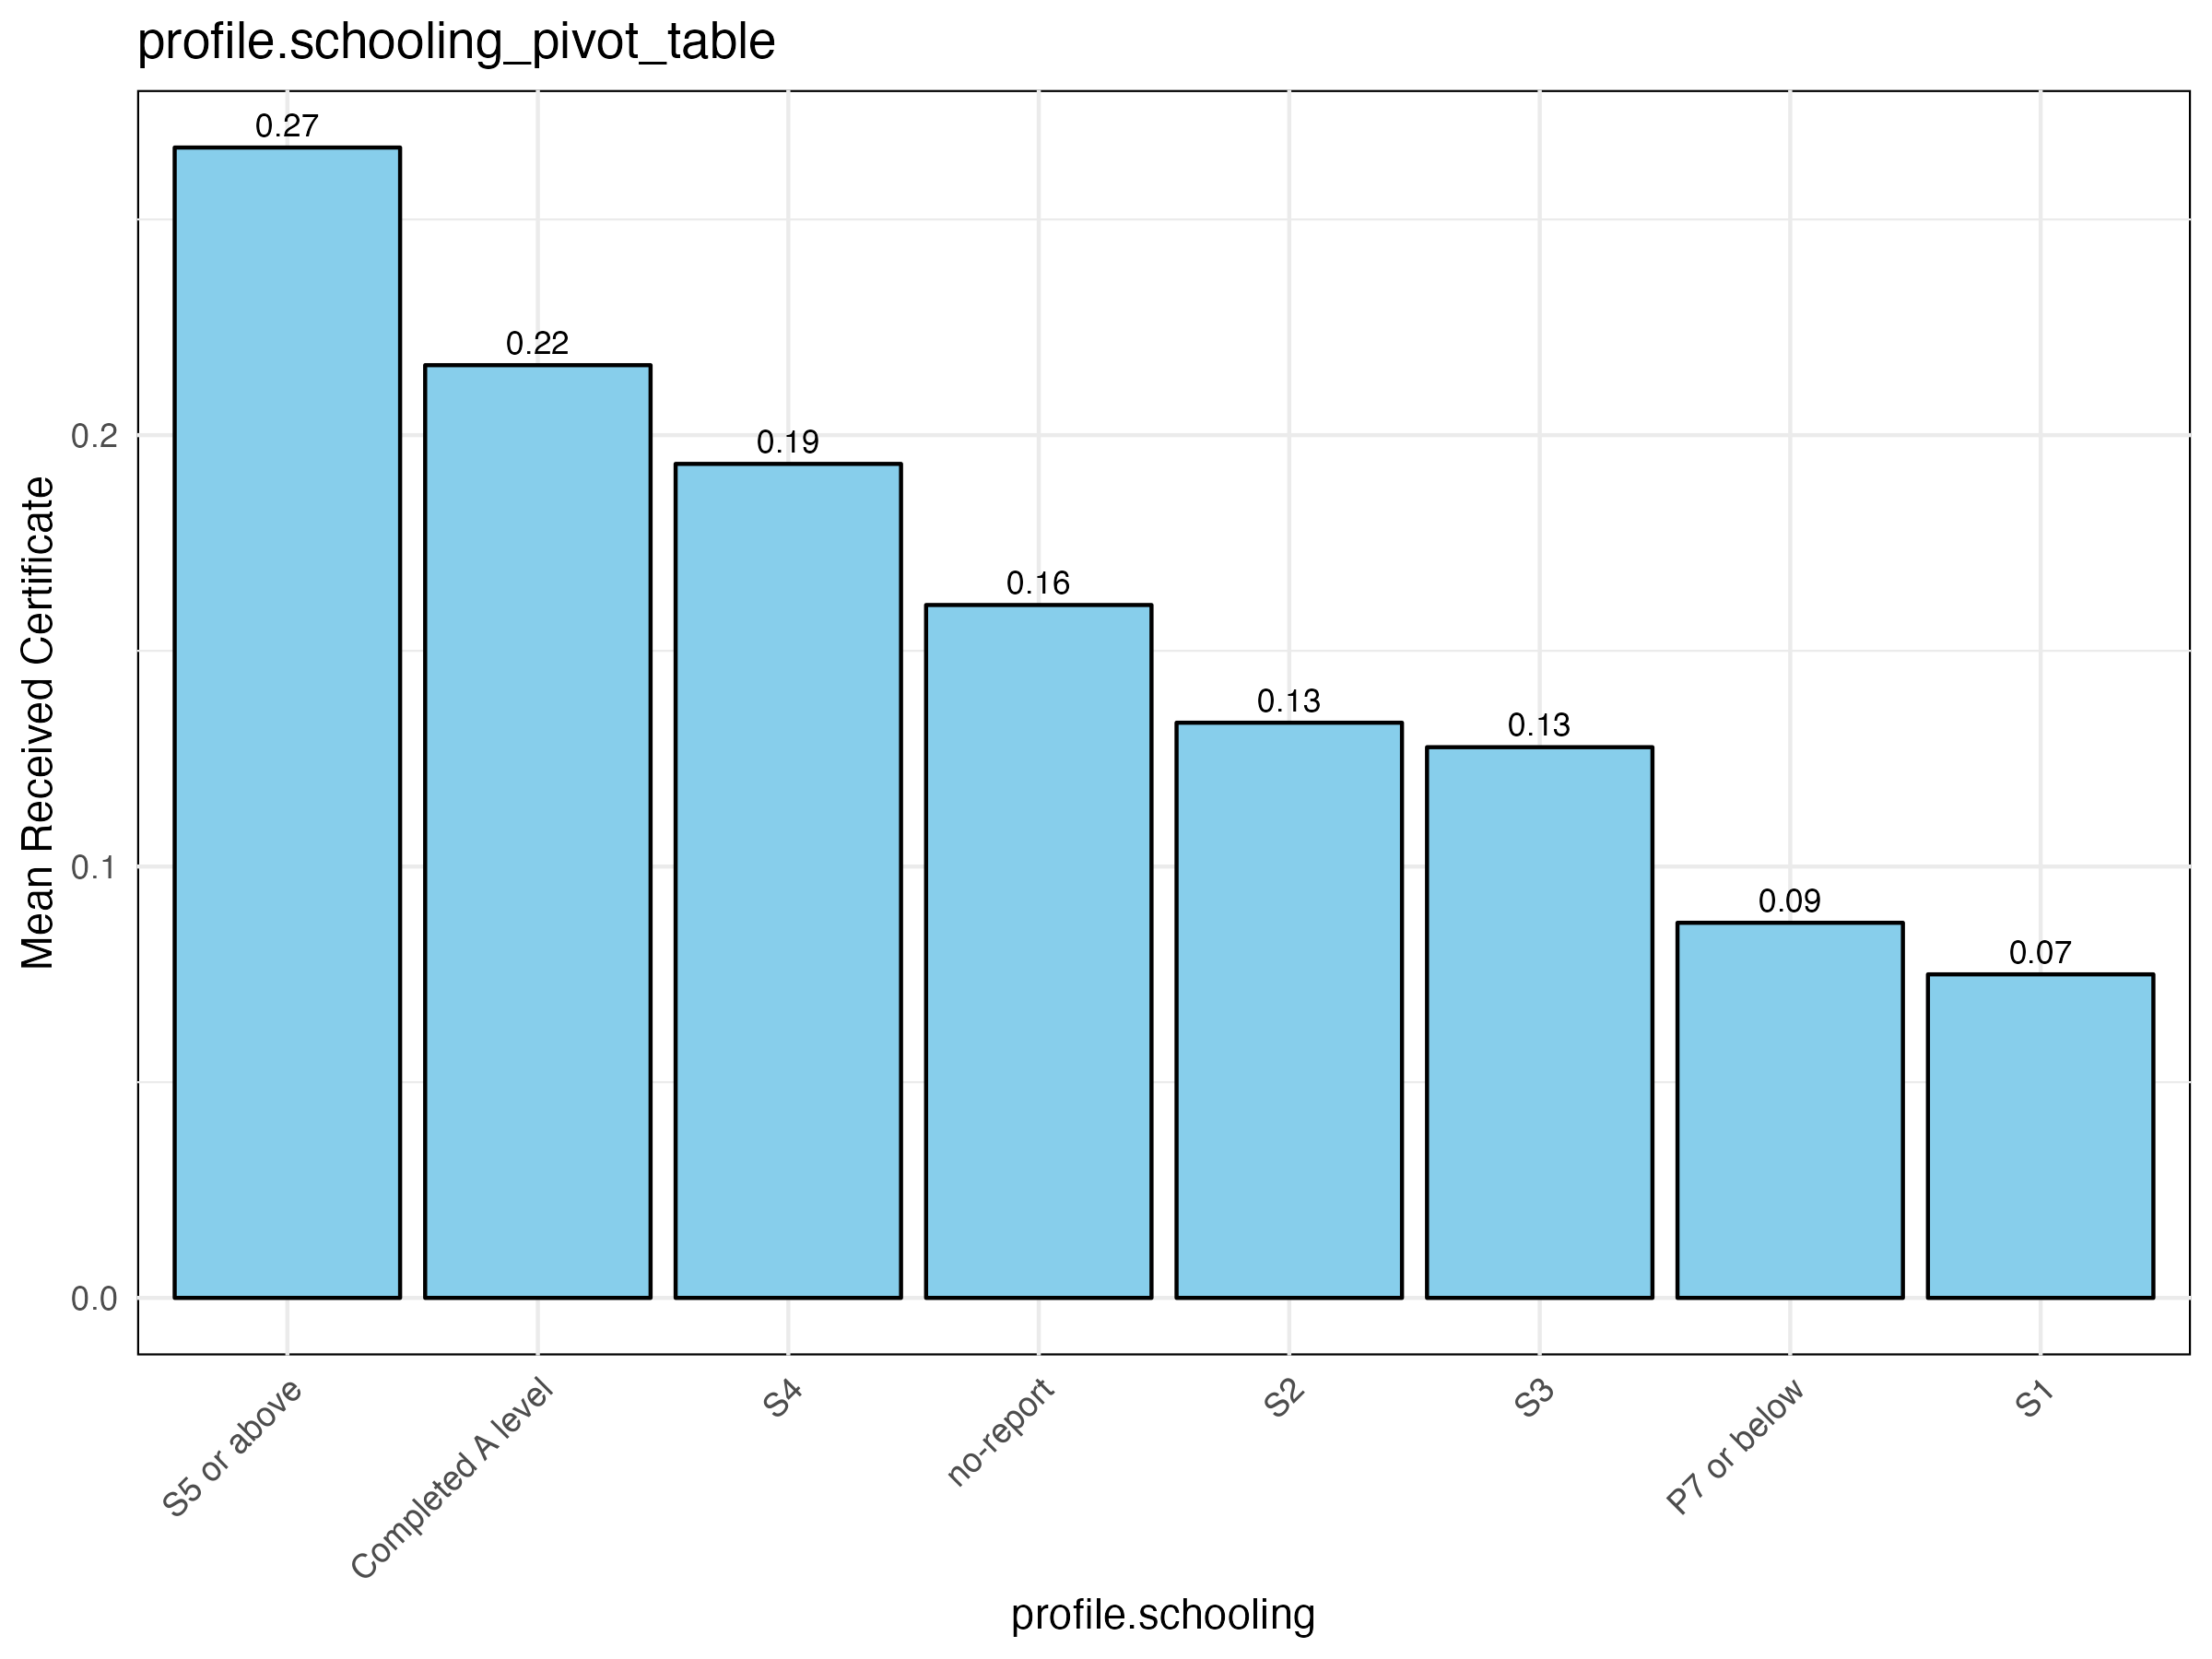 profile.schooling_pivot_table
Mean Received Certificate
0.2
0.1
0.0
0.27
0.22
0.19
0.16
0.13
0.13
0.09
0.07
S5 or above
Completed A level
S4
no-report
S2
S3
P7 or below
S1
profile.schooling